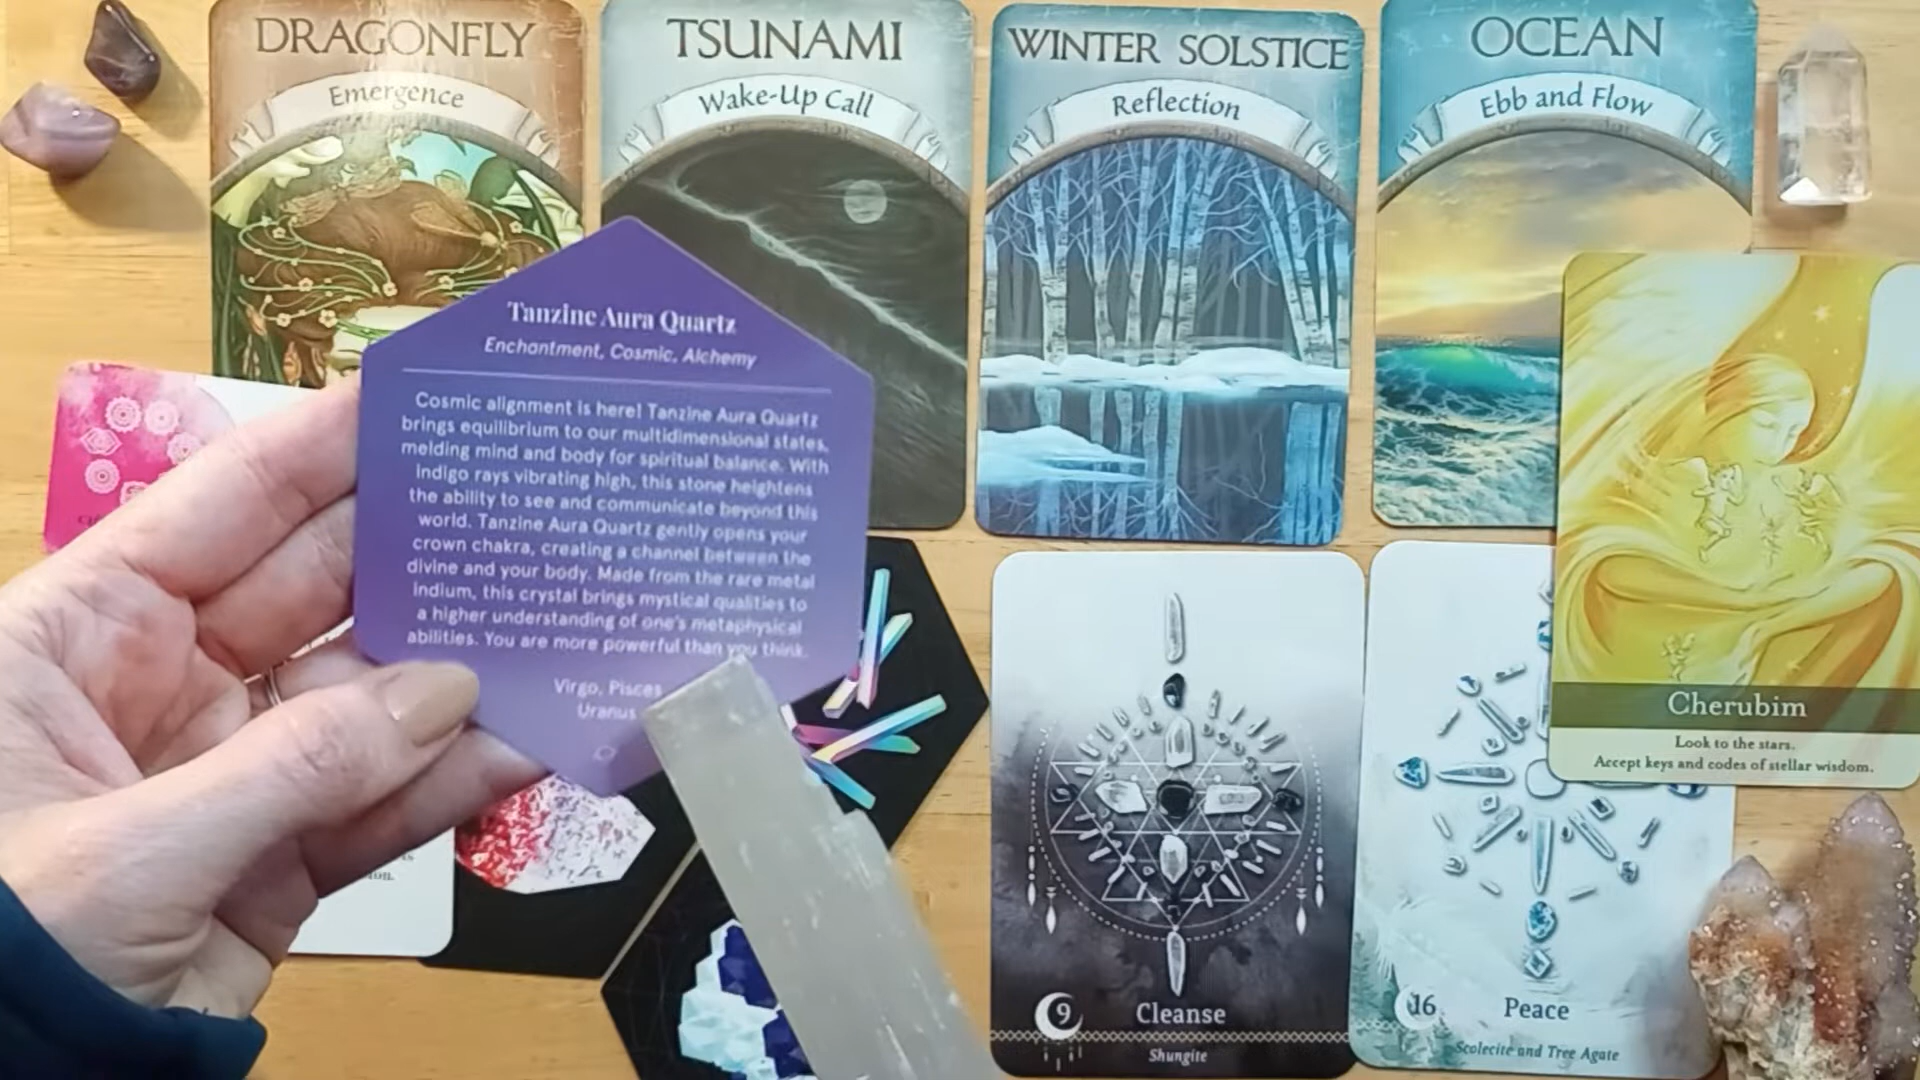 DRAGONFLY
Emergence
TSUNAMI
Wake-Up Call
WINTER SOLSTICE
Reflection
OCEAN
Ebb and Flow
Tanzine Aura Quartz
Enchantment, Cosmic, Alchemy
Cosmic alignment is here! Tanzine Aura Quartz
brings equilibrium to our multidimensional states,
melding mind and body for spiritual balance. With
Indigo rays vibrating high, this stone heightens
the ability to see and communicate beyond this
world. Tanzine Aura Quartz gently opens your
crown chakra, creating a channel between the
divine and your body. Made from the rare metal
indium, this crystal brings mystical qualities to
a higher understanding of one's metaphysical
abilities. You are more powerful than you think.
Virgo, Pisces
Uranus
Cherubim
Look to the stars.
Accept keys and codes of stellar wisdom.
9
Cleanse
Shungite
16
Peace
Scolecite and Tree Agate